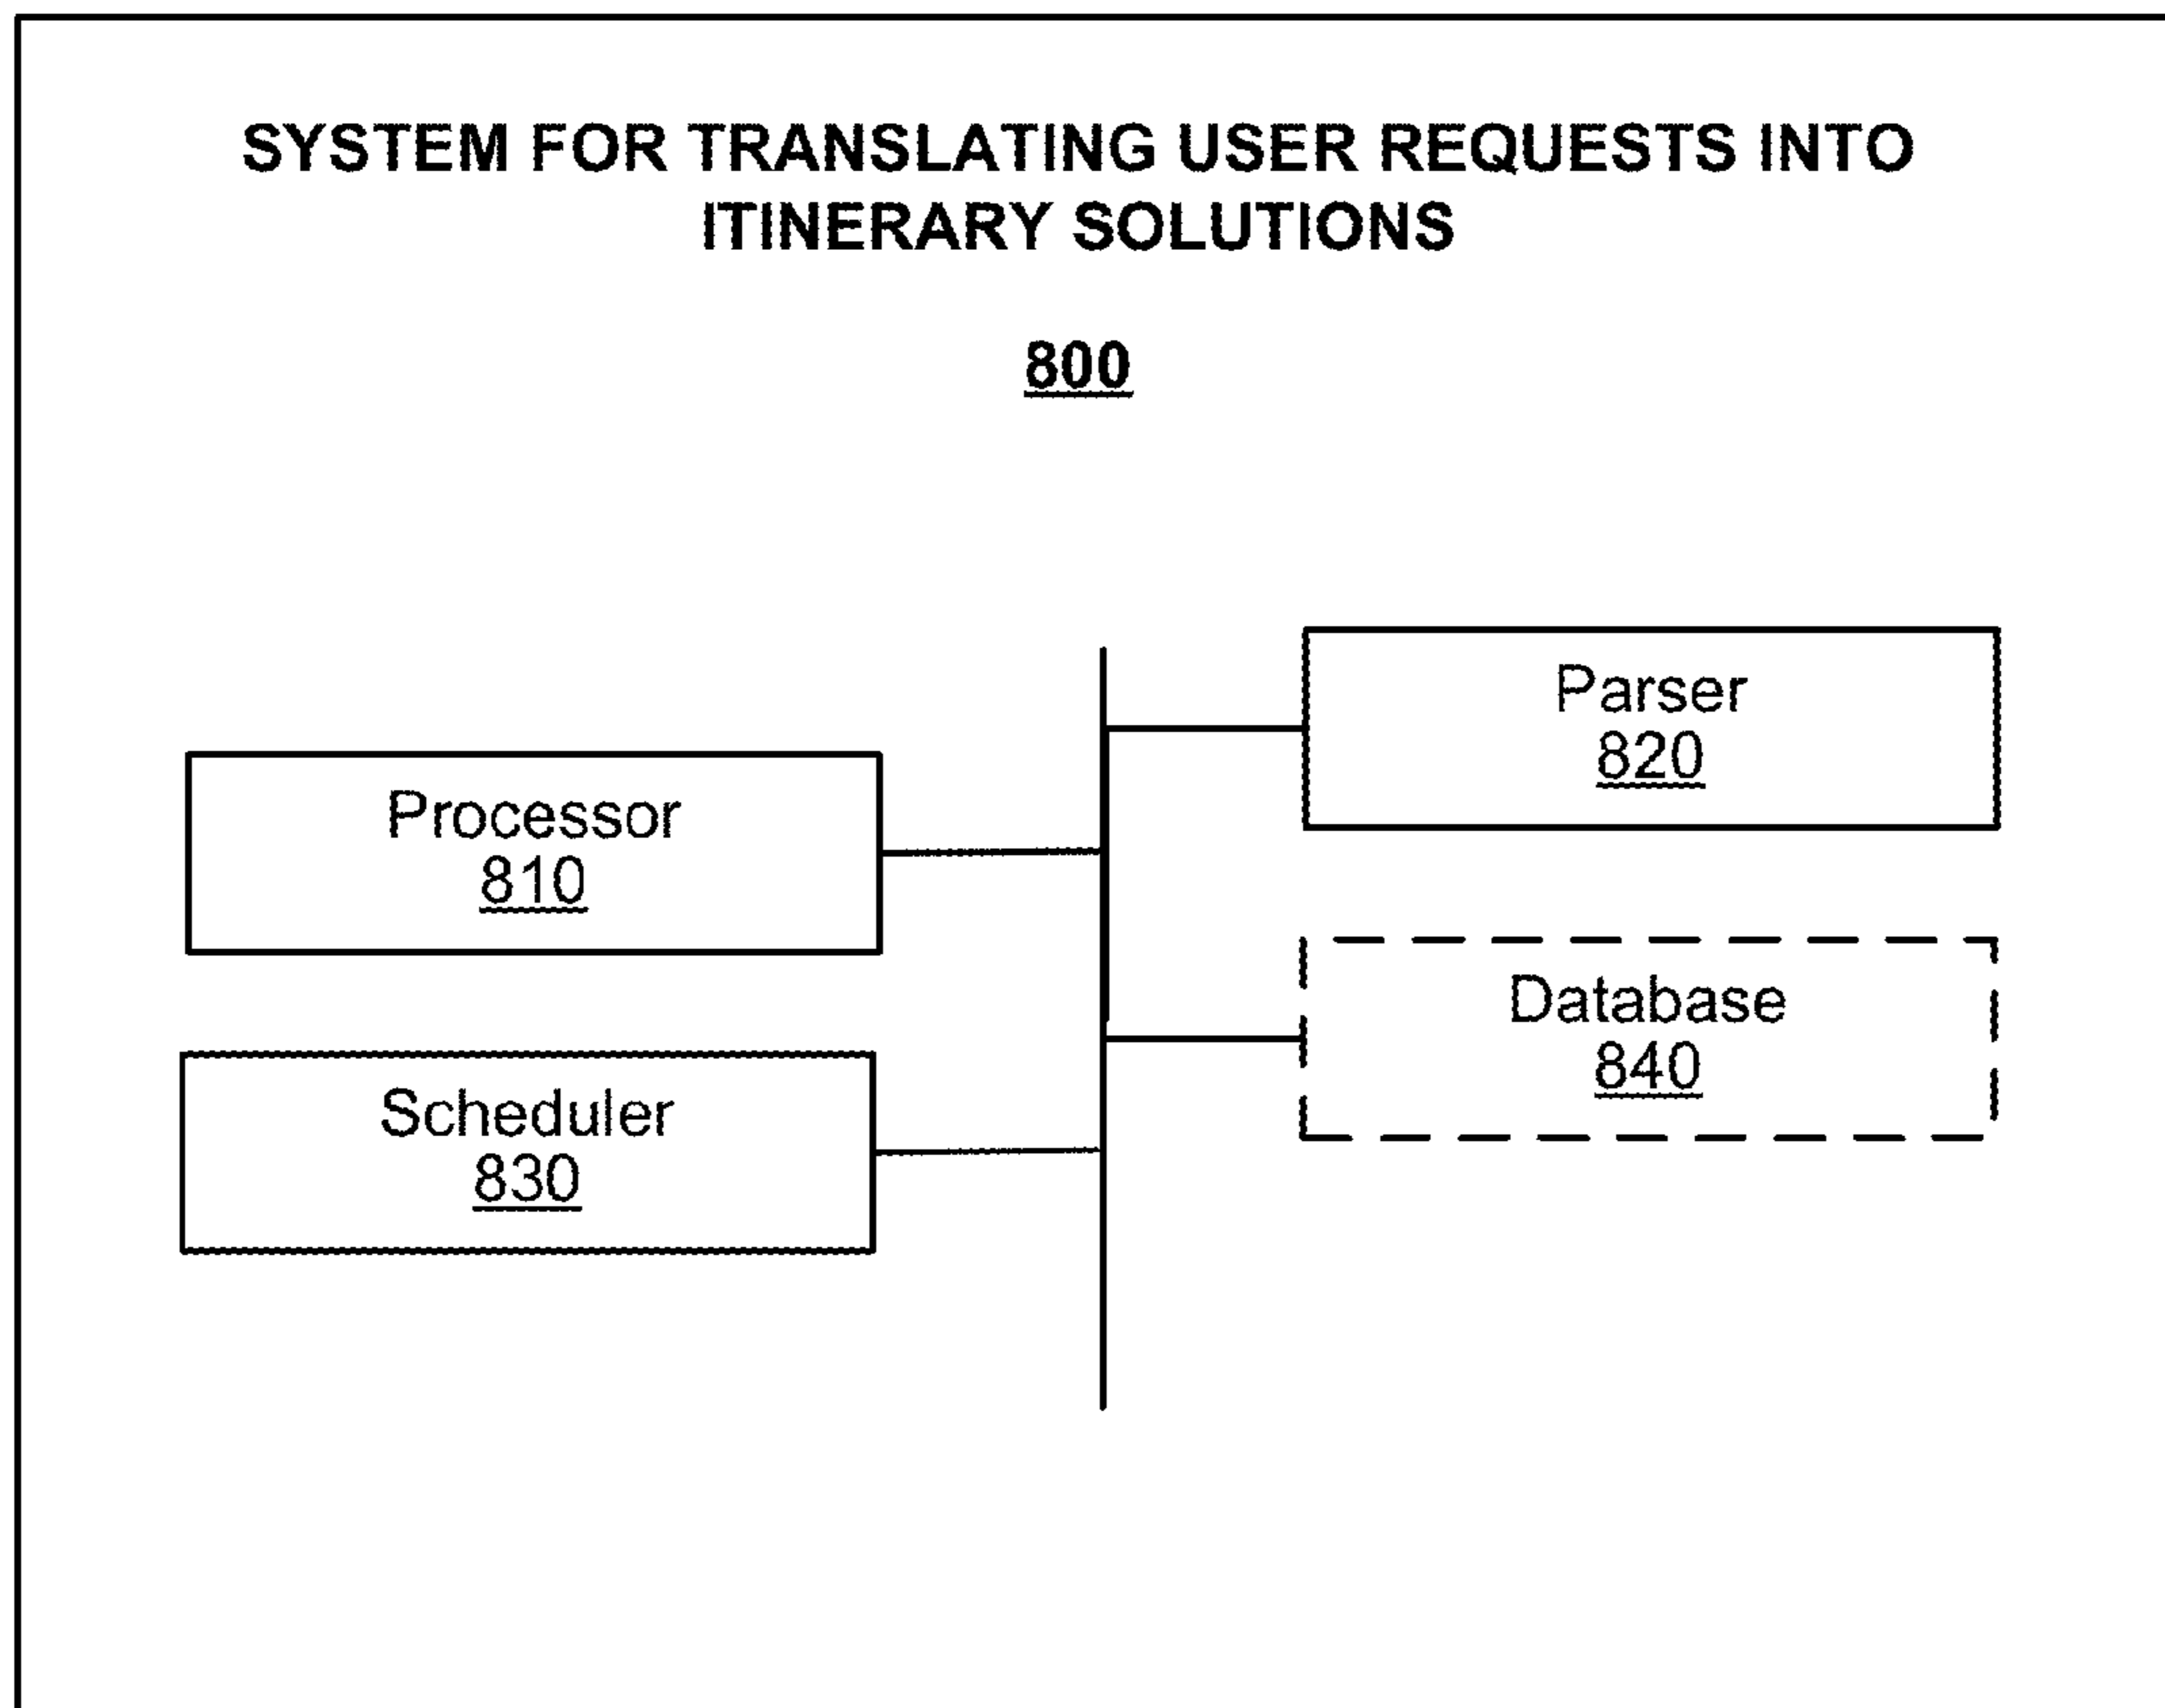 SYSTEM FOR TRANSLATING USER REQUESTS INTO
ITINERARY SOLUTIONS
800
Parser
820
Processor
810
Database
840
Scheduler
830